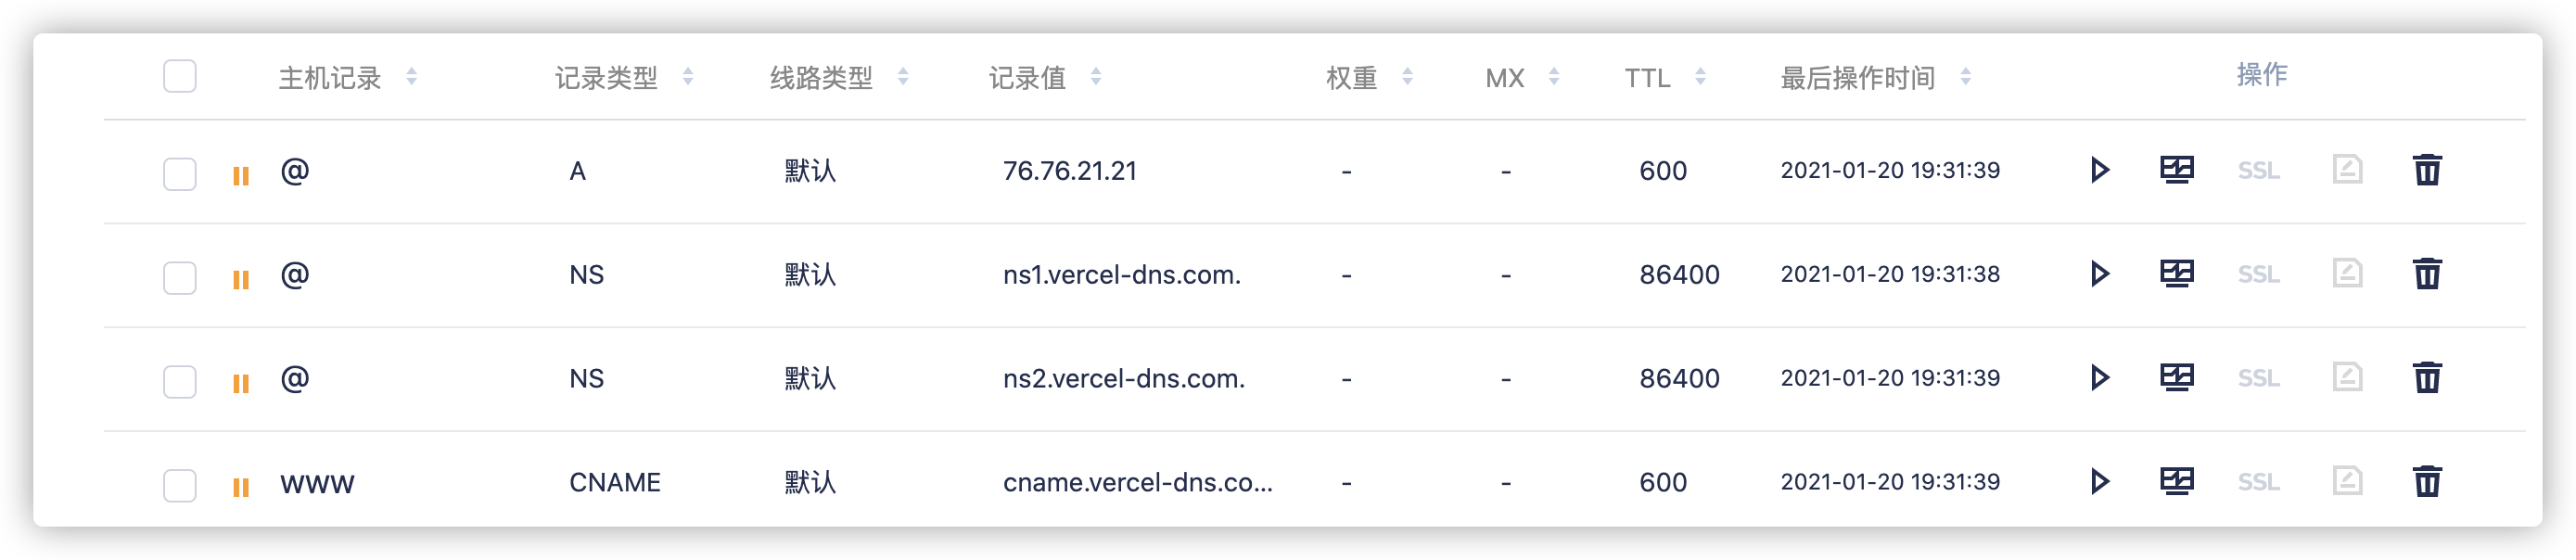 主机记录 记录类型 线路类型 记录值 权重 MX TTL 最后操作时间 操作
@ A 默认 76.76.21.21 - - 600 2021-01-20 19:31:39 SSL
@ NS 默认 ns1.vercel-dns.com. - - 86400 2021-01-20 19:31:38 SSL
@ NS 默认 ns2.vercel-dns.com. - - 86400 2021-01-20 19:31:39 SSL
www CNAME 默认 cname.vercel-dns.co... - - 600 2021-01-20 19:31:39 SSL